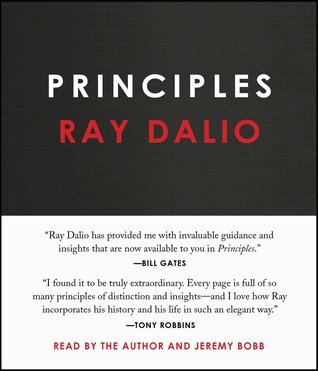 PRINCIPLES
RAY DALIO
“Ray Dalio has provided me with invaluable guidance and
insights that are now available to you in Principles.”
—BILL GATES
“I found it to be truly extraordinary. Every page is full of so
many principles of distinction and insights—and I love how Ray
incorporates his history and his life in such an elegant way.”
—TONY ROBBINS
READ BY THE AUTHOR AND JEREMY BOBB